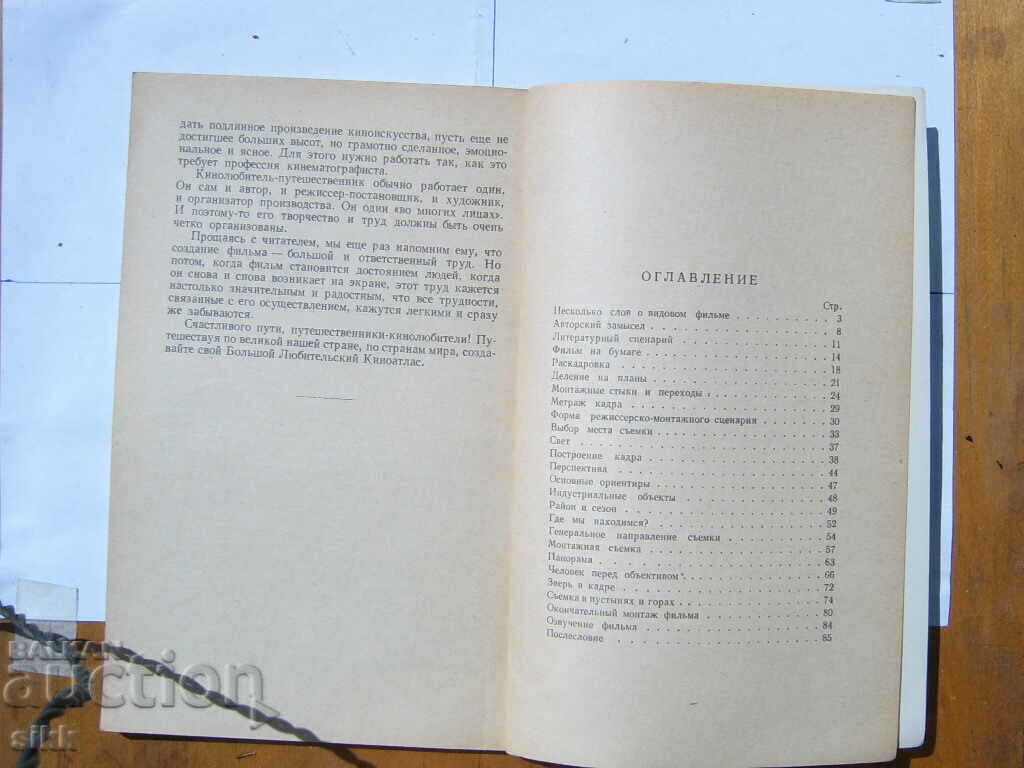 дать подлинное произведение киноискусства, пусть еще не
достигшее больших высот, но грамотно сделанное, эмоцио-
нальное и ясное. Для этого нужно работать так, как это
требует профессия кинематографиста.
Кинолюбитель-путешественник обычно работает один.
Он сам и автор, и режиссер-постановщик, и художник,
и организатор производства. Он один «во многих лицах».
И поэтому-то его творчество и труд должны быть очень
четко организованы.
Прощаясь с читателем, мы еще раз напомним ему, что
создание фильма — большой и ответственный труд. Но
потом, когда фильм становится достоянием людей, когда
он снова и снова возникает на экране, этот труд кажется
настолько значительным и радостным, что все трудности,
связанные с его осуществлением, кажутся легкими и сразу
же забываются.
Счастливого пути, путешественники-кинолюбители! Пу-
тешествуя по великой нашей стране, по странам мира, созда-
вайте свой Большой Любительский Киноатлас.
ОГЛАВЛЕНИЕ
Стр.
Несколько слов о видовом фильме . . . . . . . . 3
Авторский замысел . . . . . . . . 8
Литературный сценарий . . . . . . . . 11
Фильм на бумаге . . . . . . . . 14
Раскадровка . . . . . . . . 18
Деление на планы . . . . . . . . 21
Монтажные стыки и переходы . . . . . . . . 24
Метраж кадра . . . . . . . . 29
Форма режиссерско-монтажного сценария . . . . . . . . 30
Выбор места съемки . . . . . . . . 33
Свет . . . . . . . . 37
Построение кадра . . . . . . . . 38
Перспектива . . . . . . . . 44
Основные ориентиры . . . . . . . . 47
Индустриальные объекты . . . . . . . . 48
Район и сезон . . . . . . . . 49
Где мы находимся? . . . . . . . . 52
Генеральное направление съемки . . . . . . . . 54
Монтажная съемка . . . . . . . . 57
Панорама . . . . . . . . 63
Человек перед объективом . . . . . . . . 66
Зверь в кадре . . . . . . . . 72
Съемка в пустынях и горах . . . . . . . . 74
Окончательный монтаж фильма . . . . . . . . 80
Озвучение фильма . . . . . . . . 84
Послесловие . . . . . . . . 85
BALKAN
auction
sikk